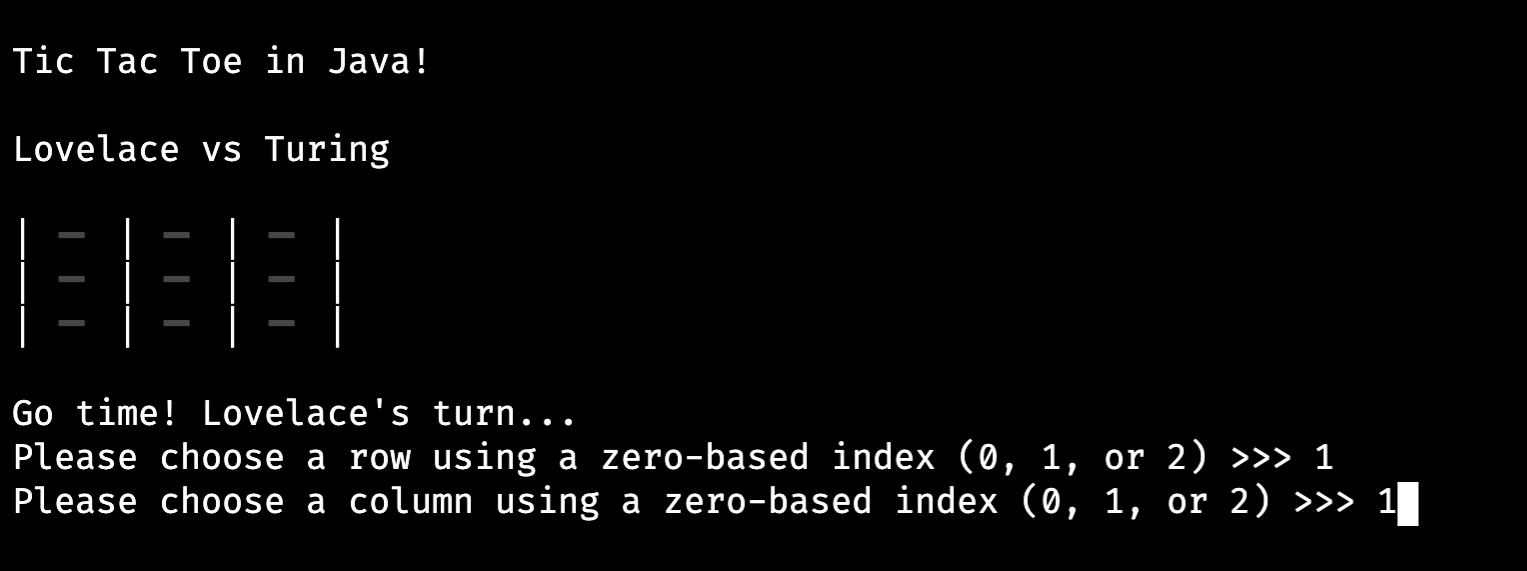 Tic Tac Toe in Java!
Lovelace vs Turing
| — | — | — |
| — | — | — |
| — | — | — |
Go time! Lovelace's turn...
Please choose a row using a zero-based index (0, 1, or 2) >>> 1
Please choose a column using a zero-based index (0, 1, or 2) >>> 1